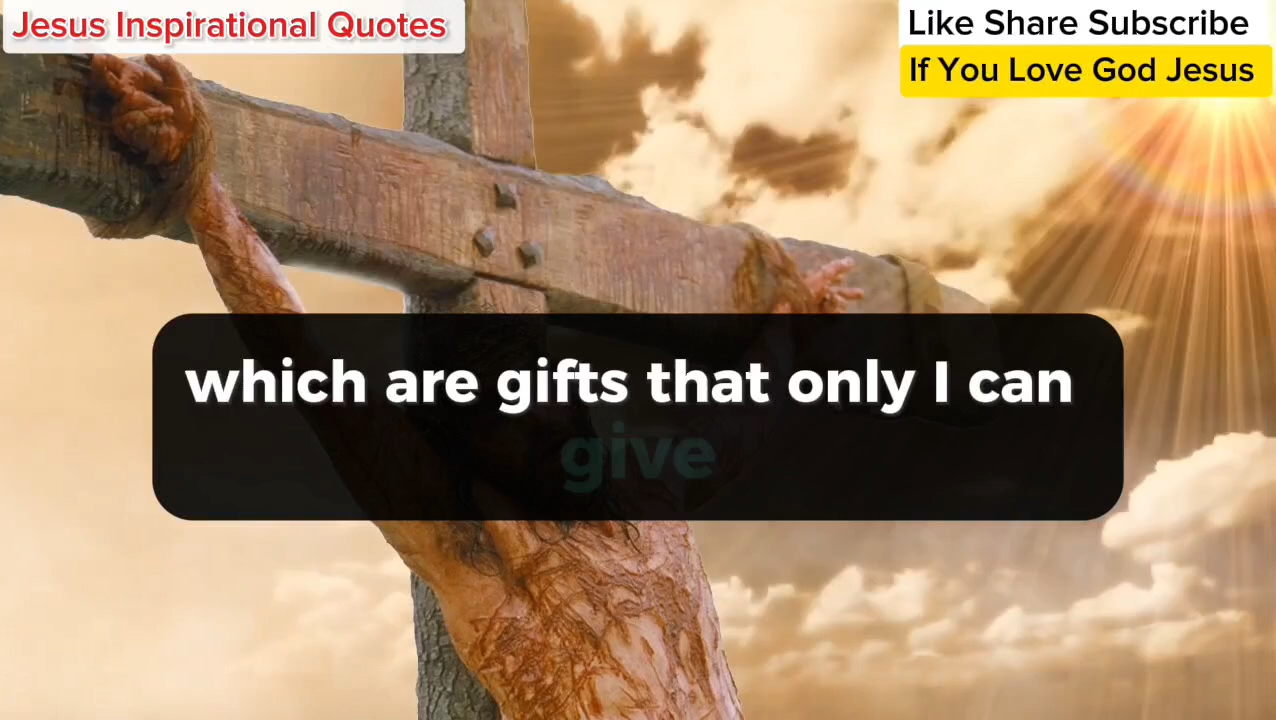 Jesus Inspirational Quotes
Like Share Subscribe
If You Love God Jesus
which are gifts that only I can
give